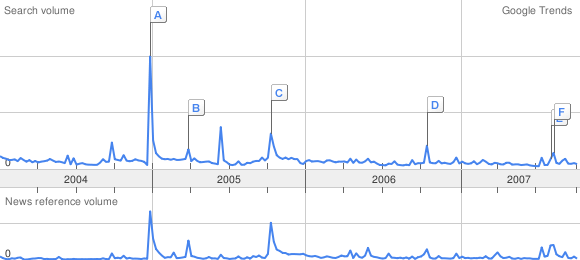 Search volume Google Trends
A
B
C
D
F
0
2004 2005 2006 2007
News reference volume
0